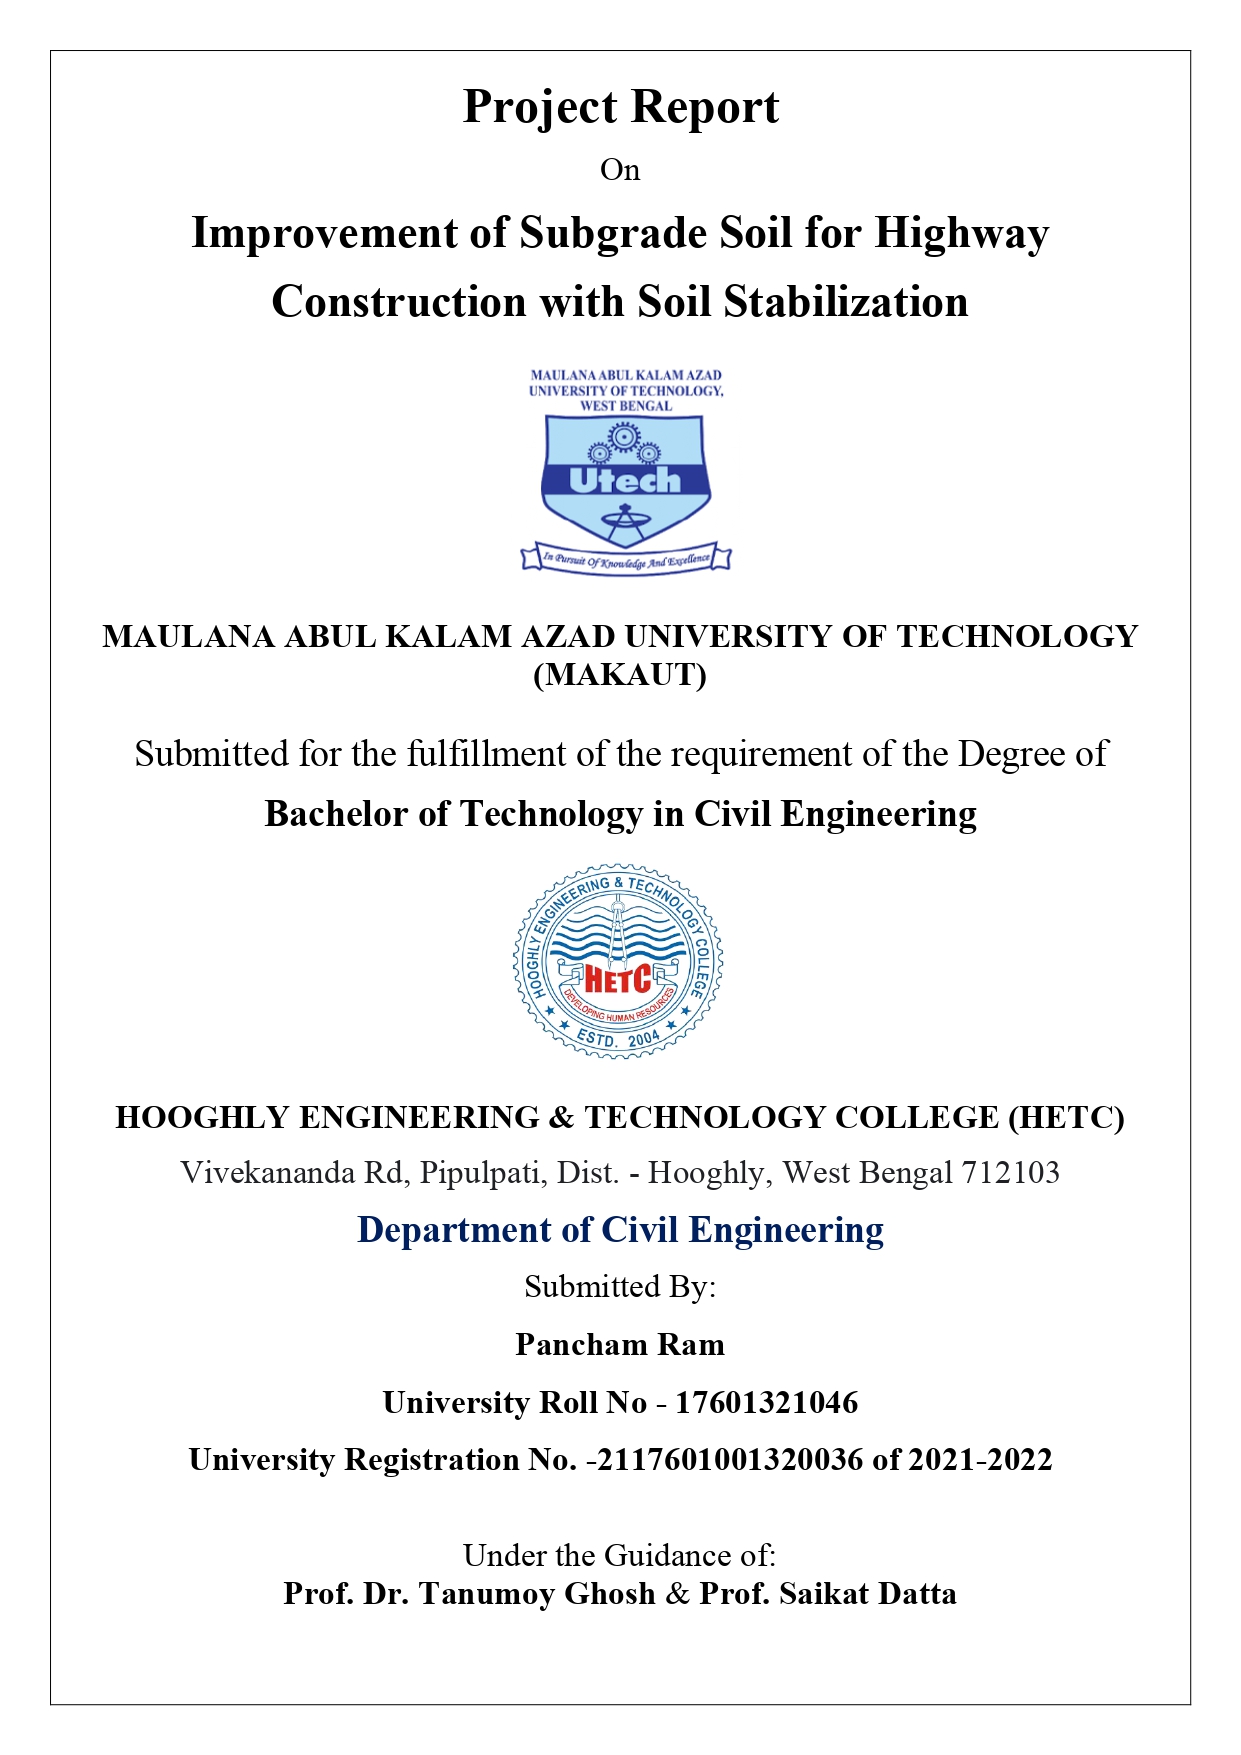 Project Report
On
Improvement of Subgrade Soil for Highway
Construction with Soil Stabilization
MAULANA ABUL KALAM AZAD
UNIVERSITY OF TECHNOLOGY,
WEST BENGAL
Utech
In Pursuit Of Knowledge And Excellence
MAULANA ABUL KALAM AZAD UNIVERSITY OF TECHNOLOGY
(MAKAUT)
Submitted for the fulfillment of the requirement of the Degree of
Bachelor of Technology in Civil Engineering
HOOGHLY ENGINEERING & TECHNOLOGY COLLEGE
HETC
DEVELOPING HUMAN RESOURCES
ESTD. 2004
HOOGHLY ENGINEERING & TECHNOLOGY COLLEGE (HETC)
Vivekananda Rd, Pipulpati, Dist. - Hooghly, West Bengal 712103
Department of Civil Engineering
Submitted By:
Pancham Ram
University Roll No - 17601321046
University Registration No. -2117601001320036 of 2021-2022
Under the Guidance of:
Prof. Dr. Tanumoy Ghosh & Prof. Saikat Datta